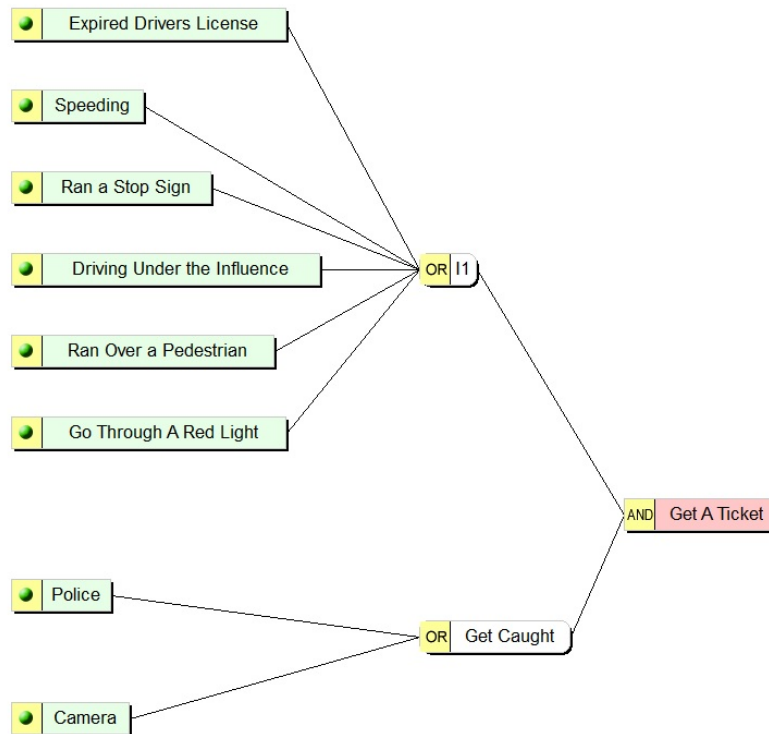 Expired Drivers License
Speeding
Ran a Stop Sign
Driving Under the Influence
OR I1
Ran Over a Pedestrian
Go Through A Red Light
AND Get A Ticket
Police
OR Get Caught
Camera